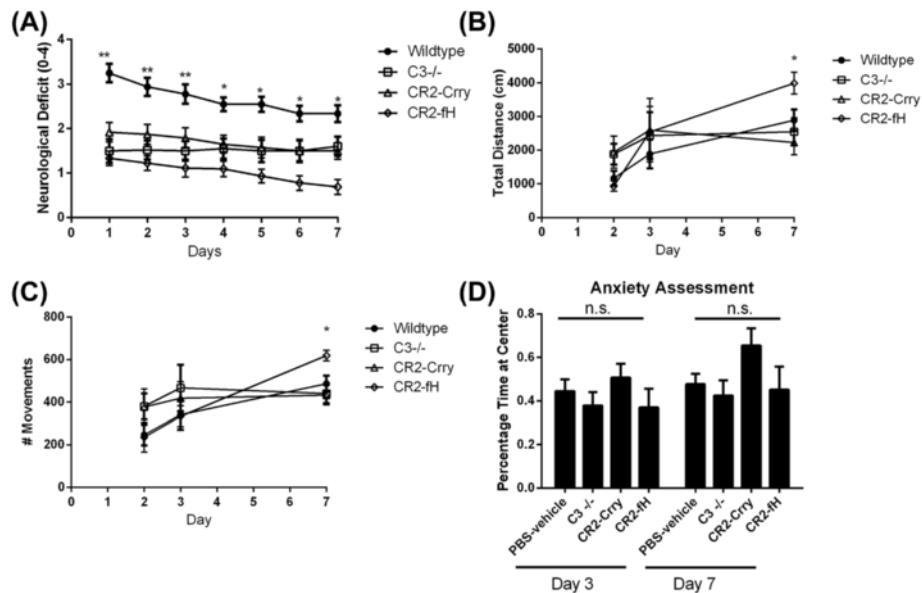 (A)
Neurological Deficit (0-4)
4
3
2
1
0
** ** ** * * * *
0 1 2 3 4 5 6 7
Days
Wildtype
C3-/-
CR2-Crry
CR2-fH
(B)
Total Distance (cm)
5000
4000
3000
2000
1000
0
*
0 1 2 3 4 5 6 7
Day
Wildtype
C3-/-
CR2-Crry
CR2-fH
(C)
# Movements
800
600
400
200
0
*
0 1 2 3 4 5 6 7
Day
Wildtype
C3-/-
CR2-Crry
CR2-fH
(D)
Anxiety Assessment
n.s. n.s.
Percentage Time at Center
0.8
0.6
0.4
0.2
0.0
PBS-vehicle C3 -/- CR2-Crry CR2-fH PBS-vehicle C3 -/- CR2-Crry CR2-fH
Day 3 Day 7